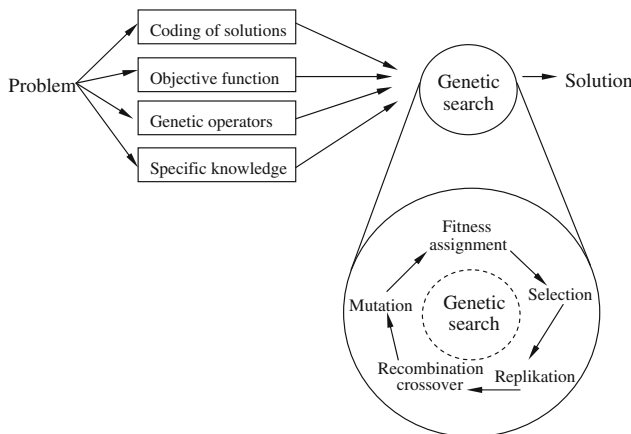 Coding of solutions
Problem
Objective function
Genetic operators
Specific knowledge
Genetic
search
Solution
Fitness
assignment
Selection
Replikation
Recombination
crossover
Mutation
Genetic
search